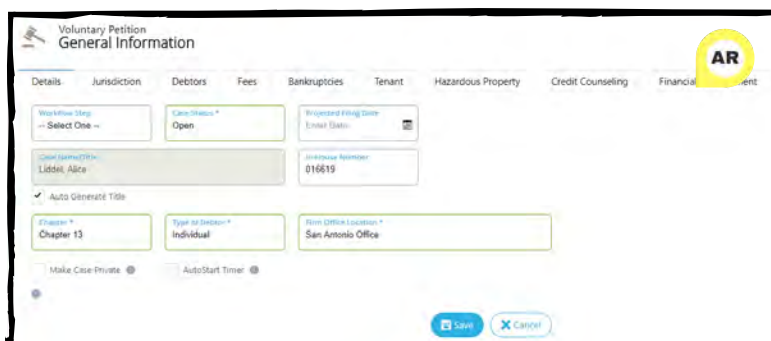 Voluntary Petition
General Information
AR
Details Jurisdiction Debtors Fees Bankruptcies Tenant Hazardous Property Credit Counseling Financial
Workflow Step Case Status * Projected Filing Date
-- Select One -- Open Enter Date
Case Name/Title In-House Number
Liddel, Alice 016619
Auto Generate Title
Chapter * Type of Debtor * Firm Office Location *
Chapter 13 Individual San Antonio Office
Make Case Private AutoStart Timer
Save Cancel